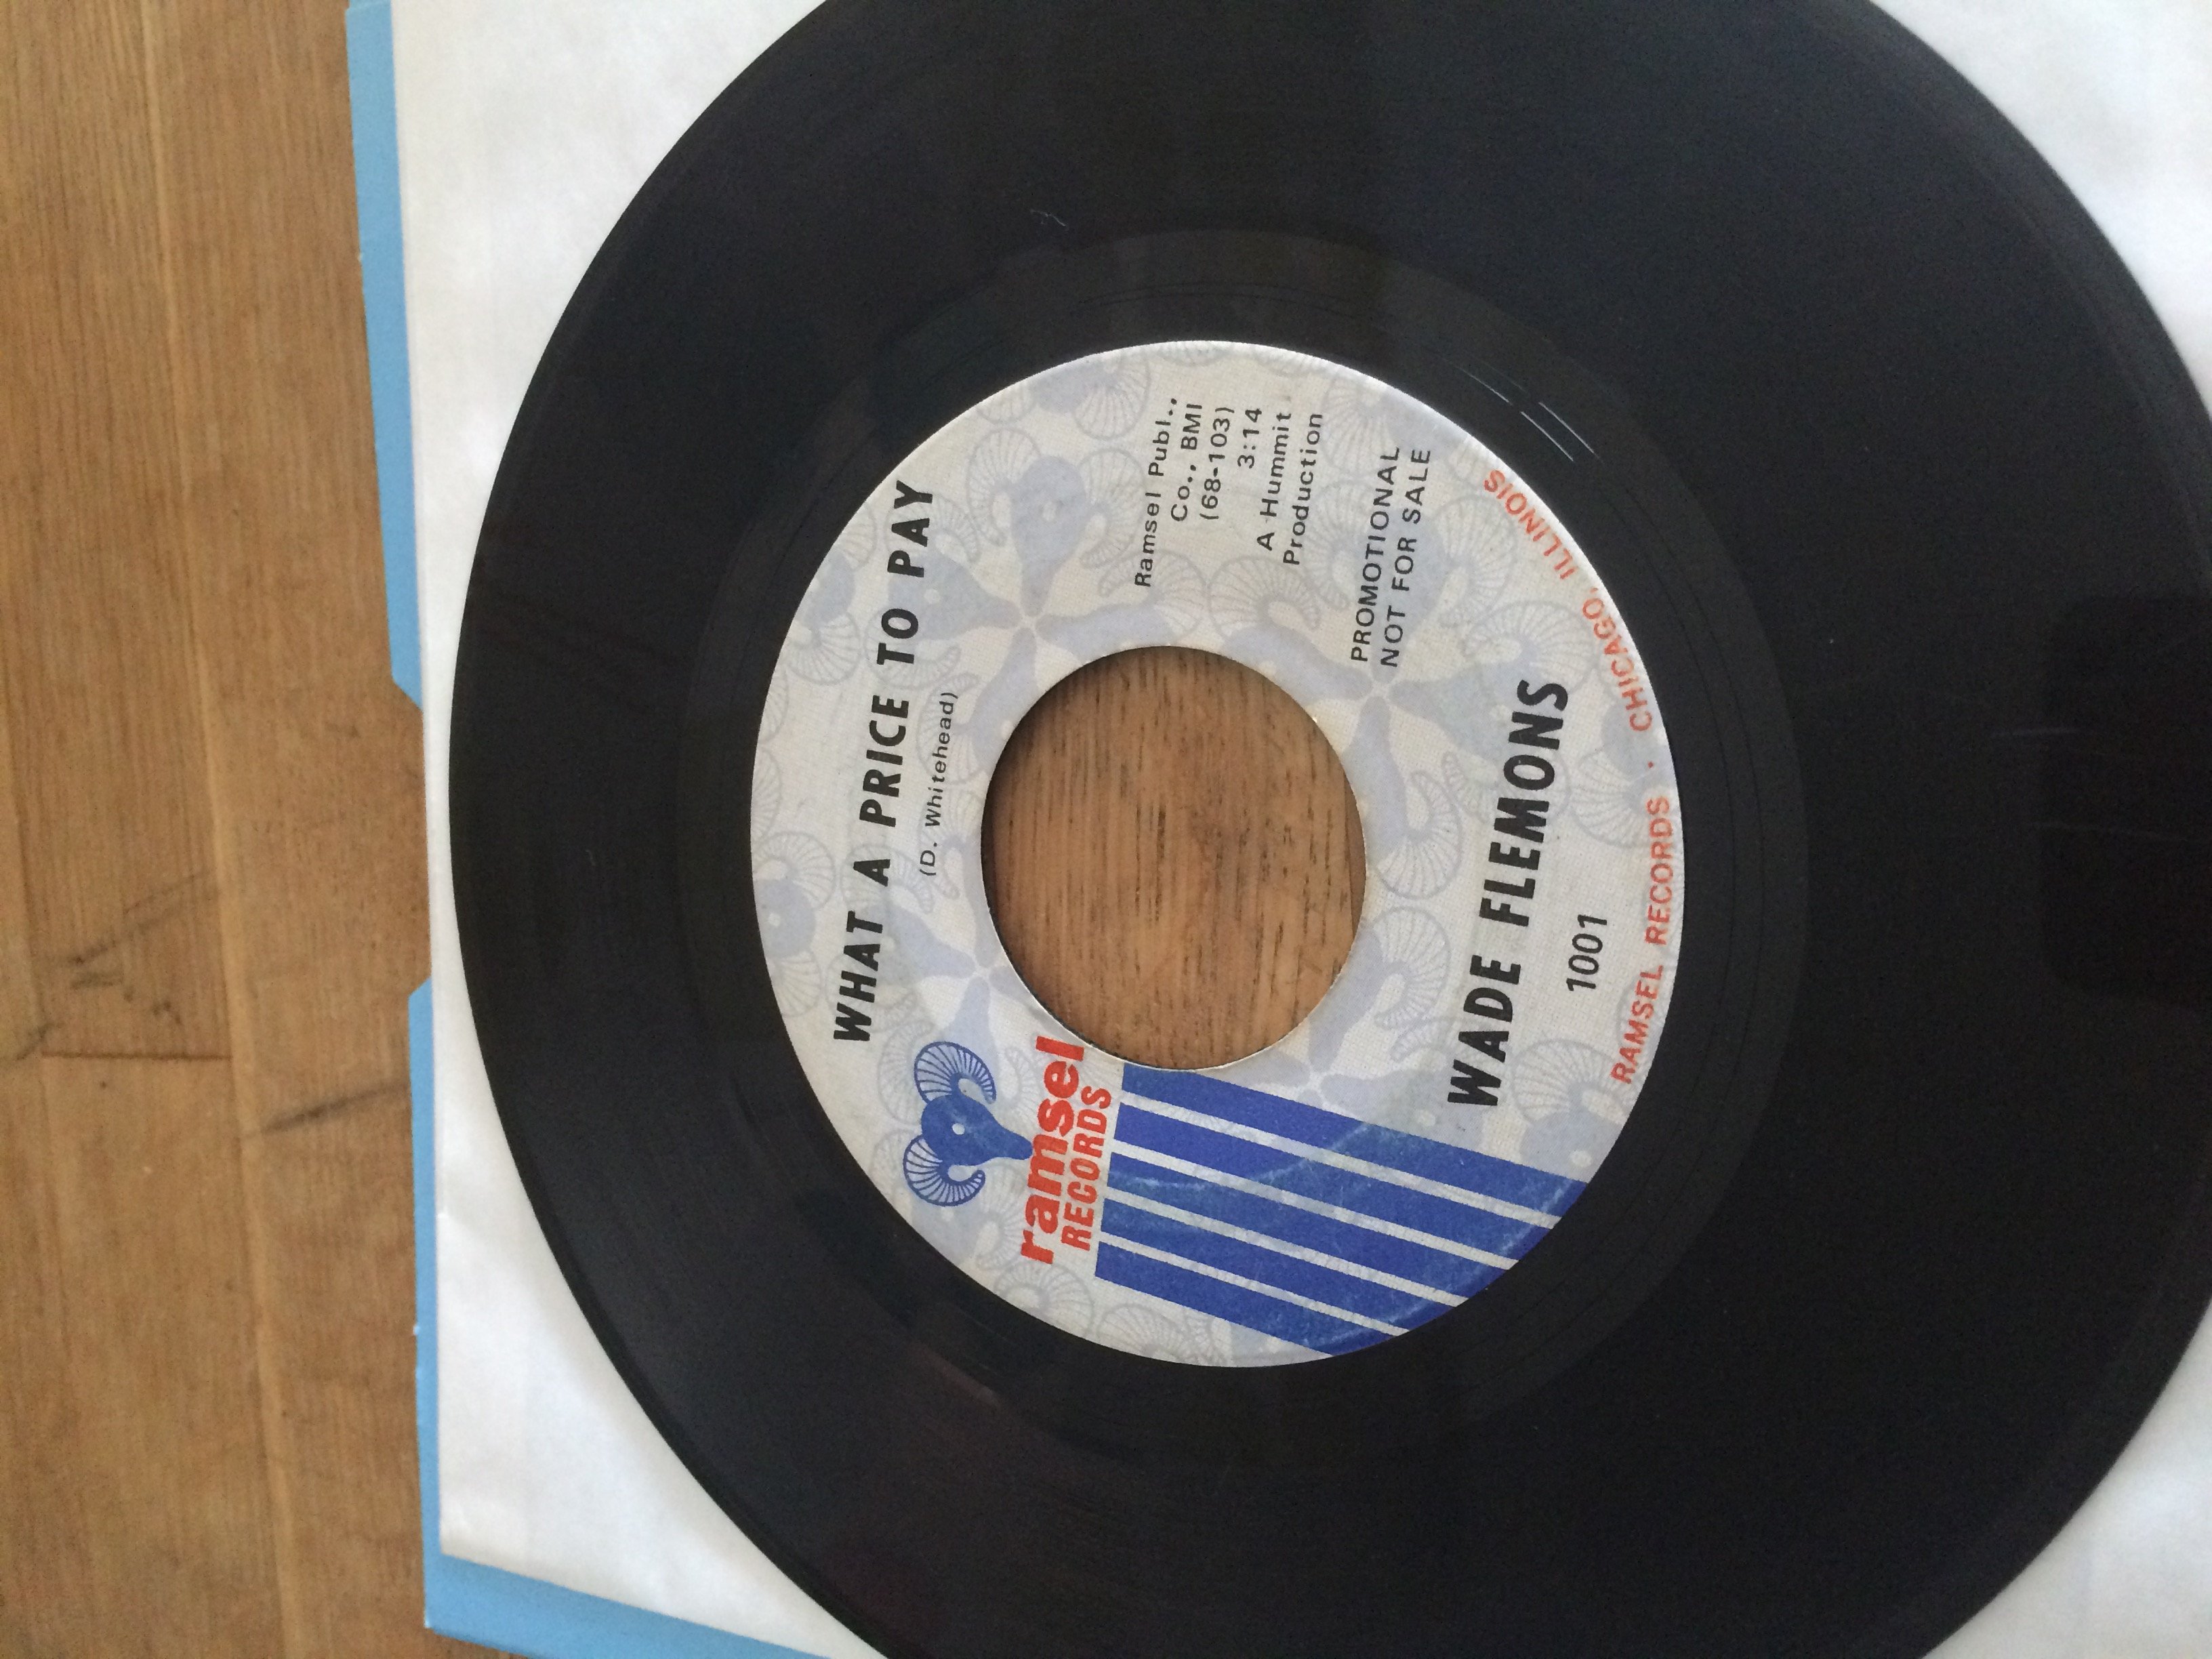 WHAT A PRICE TO PAY
(D. Whitehead)
ramsel
RECORDS
Ramsel Publ.,
Co., BMI
(68-103)
3:14
A Hummit
Production
PROMOTIONAL
NOT FOR SALE
WADE FLEMONS
1001
RAMSEL RECORDS . CHICAGO, ILLINOIS